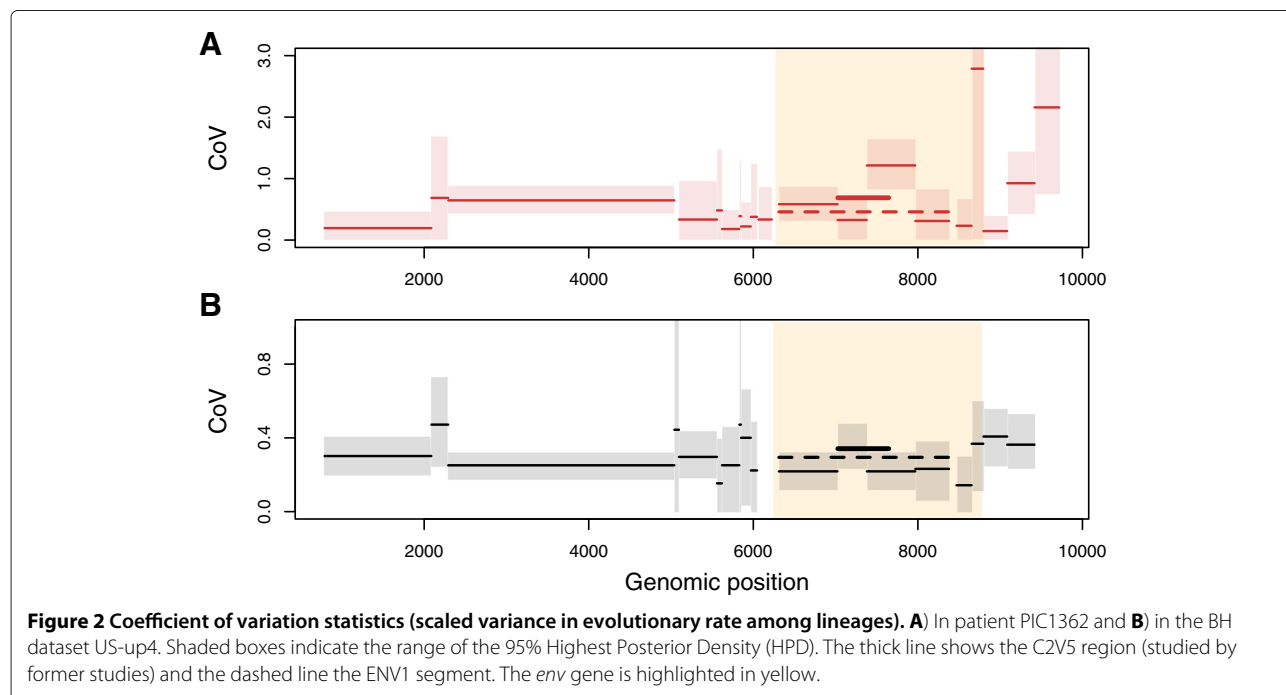 A
CoV
3.0
2.0
1.0
0.0
2000 4000 6000 8000 10000
B
CoV
0.8
0.4
0.0
2000 4000 6000 8000 10000
Genomic position
Figure 2 Coefficient of variation statistics (scaled variance in evolutionary rate among lineages). A) In patient PIC1362 and B) in the BH
dataset US-up4. Shaded boxes indicate the range of the 95% Highest Posterior Density (HPD). The thick line shows the C2V5 region (studied by
former studies) and the dashed line the ENV1 segment. The env gene is highlighted in yellow.